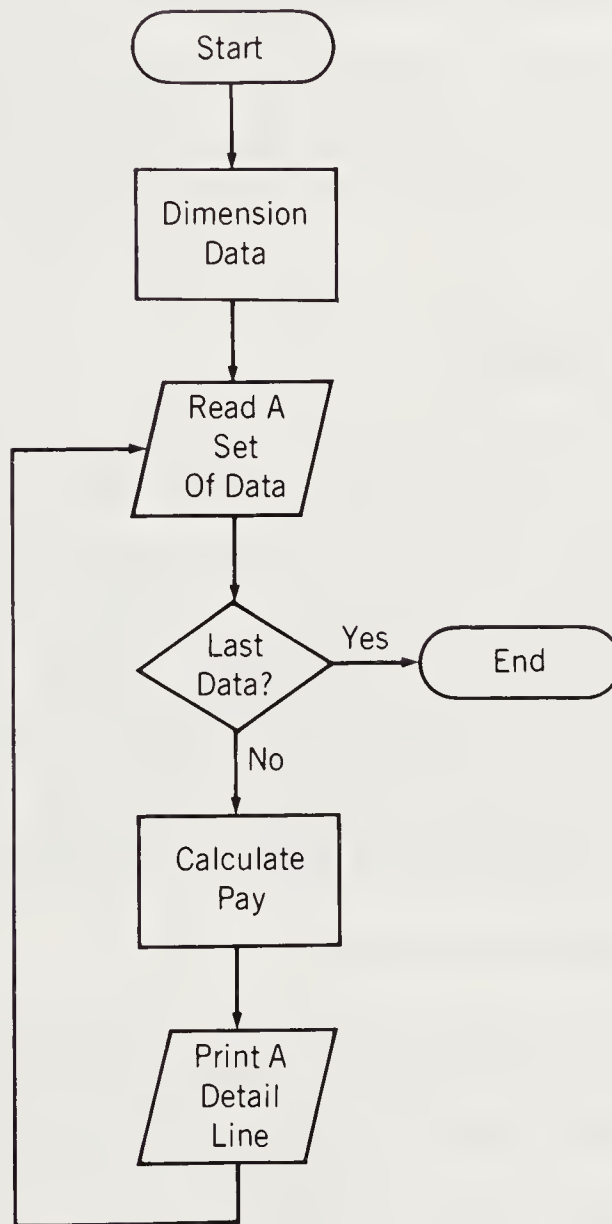 Start
Dimension
Data
Read A
Set
Of Data
Last
Data?
Yes
End
No
Calculate
Pay
Print A
Detail
Line